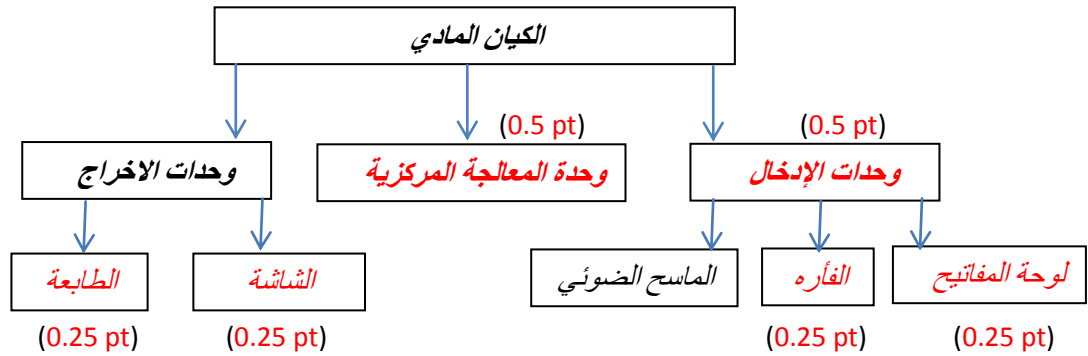 الكيان المادي
(0.5 pt) (0.5 pt)
وحدات الإدخال وحدة المعالجة المركزية وحدات الاخراج
لوحة المفاتيح الفأره الماسح الضوئي الشاشة الطابعة
(0.25 pt) (0.25 pt) (0.25 pt) (0.25 pt)